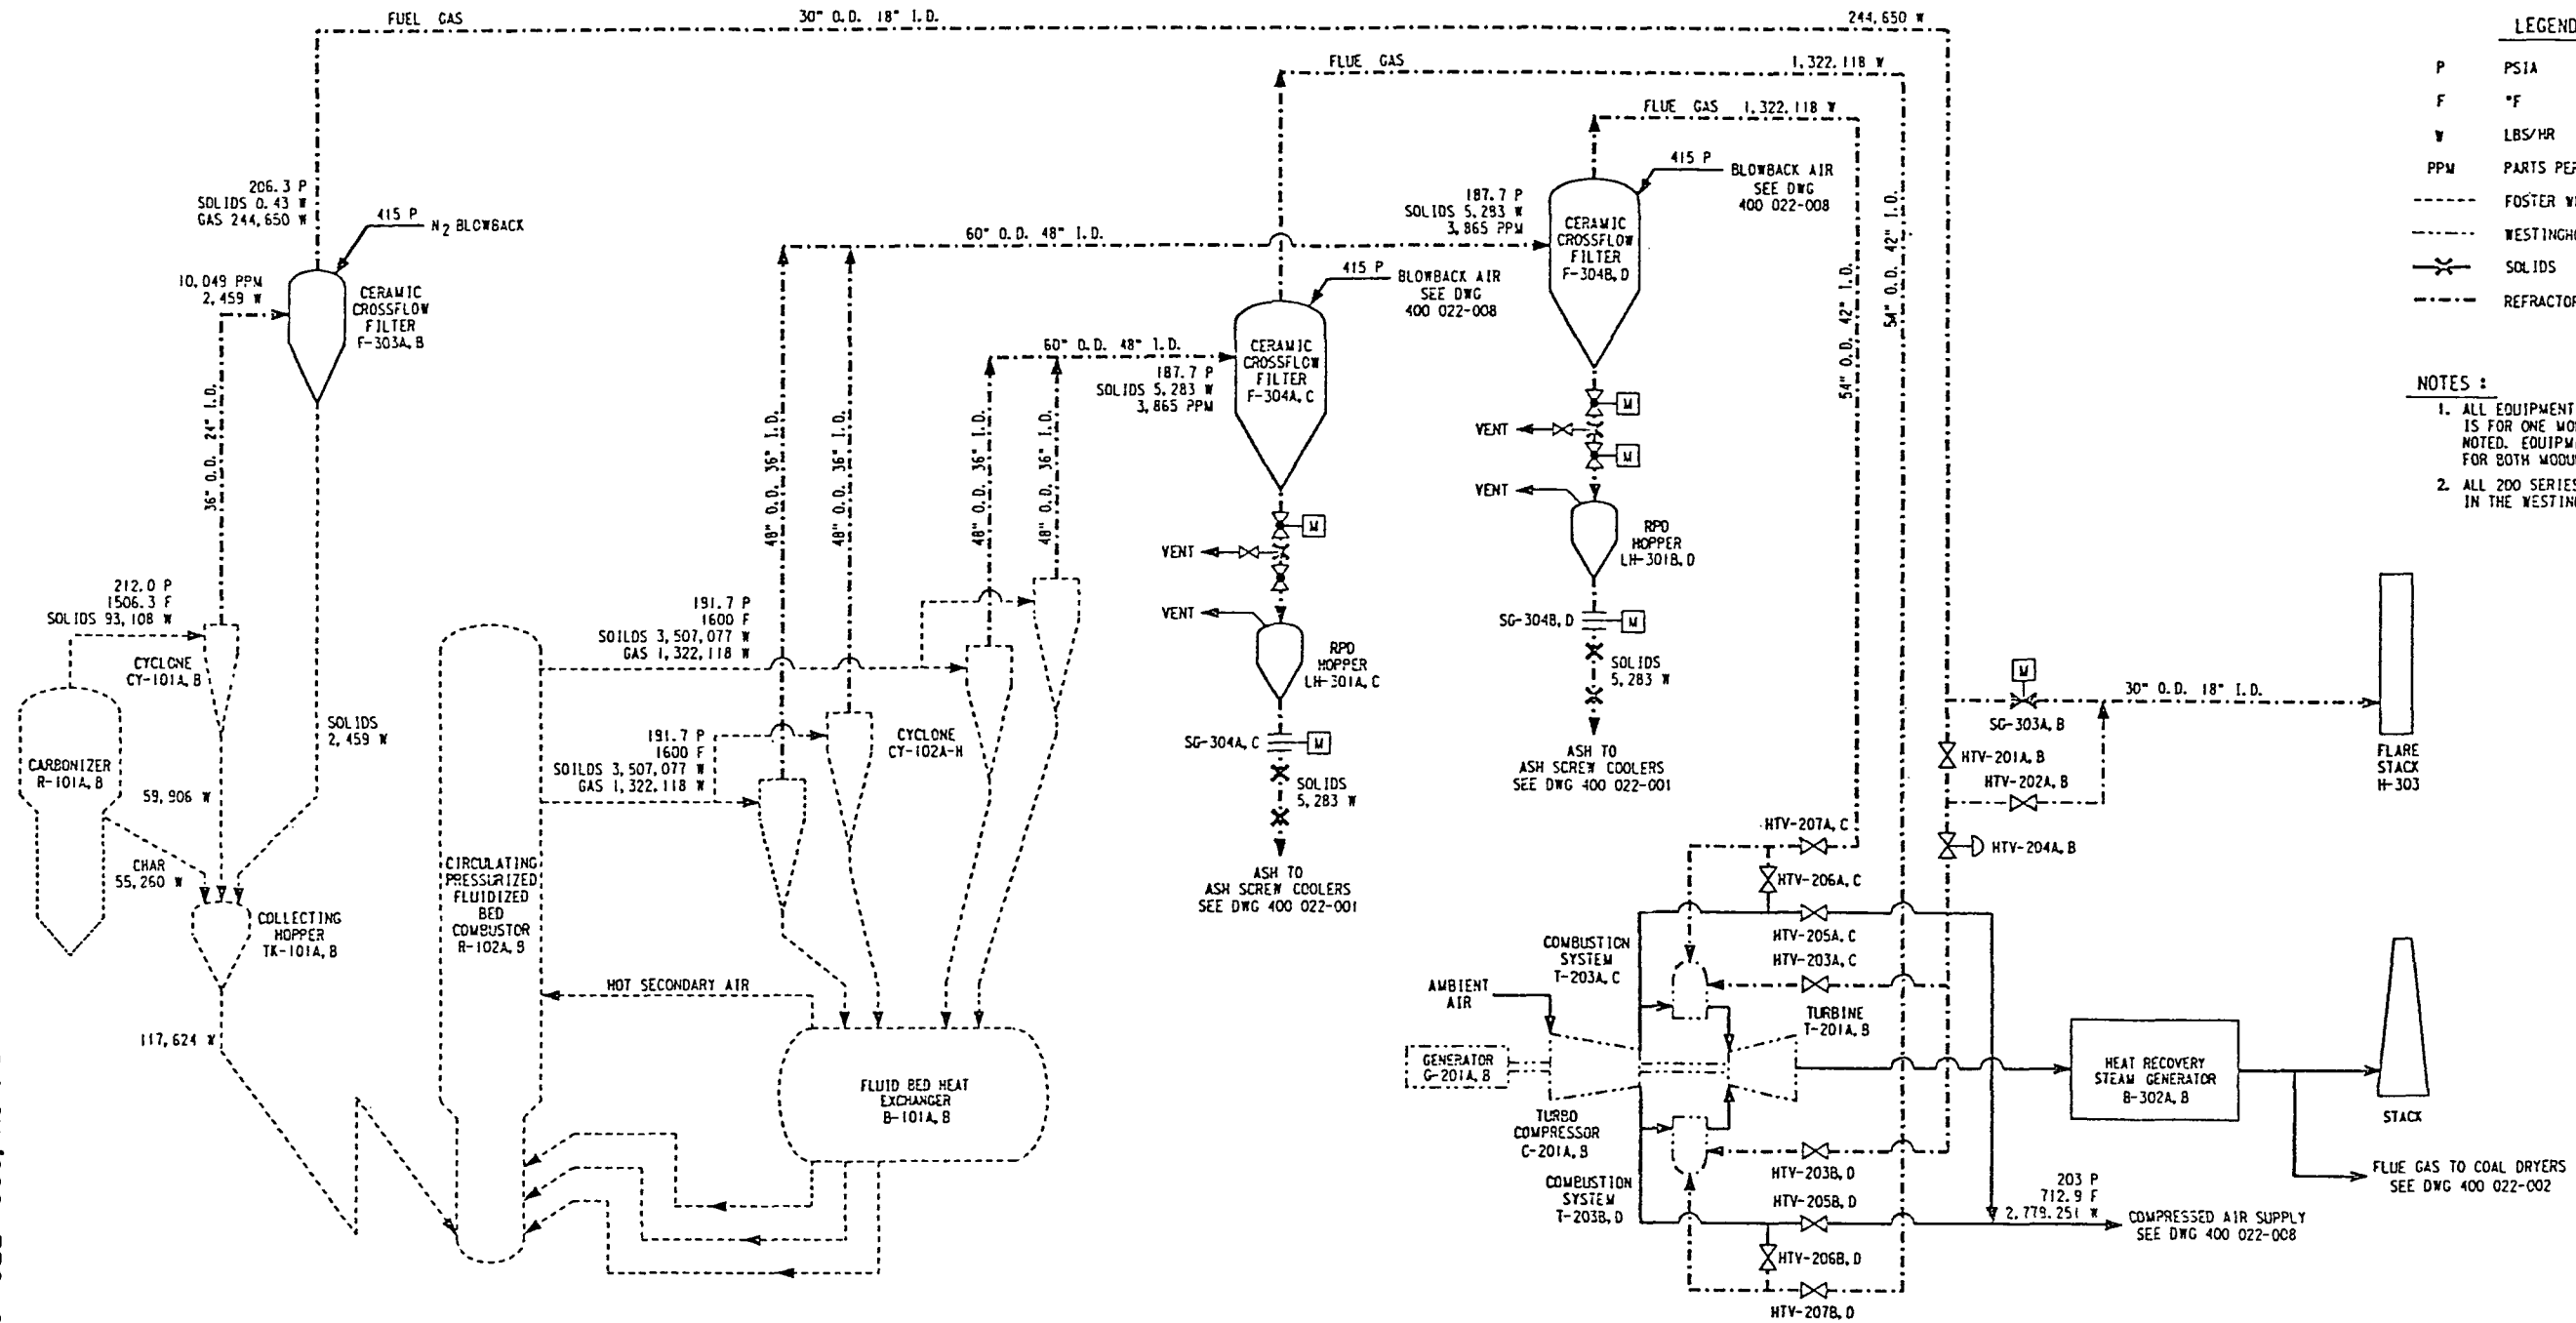 FUEL GAS
30" O.D. 18" I.D.
244,650 W
FLUE GAS
1,322,118 W
FLUE GAS 1,322,118 W
206.3 P
SOLIDS 0.43 W
GAS 244,650 W
415 P
N2 BLOWBACK
10,049 PPM
2,459 W
CERAMIC
CROSSFLOW
FILTER
F-303A,B
36" O.D. 24" I.D.
212.0 P
1506.3 F
SOLIDS 93,108 W
CYCLONE
CY-101A,B
CARBONIZER
R-101A,B
SOLIDS
2,459 W
59,906 W
CHAR
55,260 W
COLLECTING
HOPPER
TK-101A,B
117,624 W
CIRCULATING
PRESSURIZED
FLUIDIZED
BED
COMBUSTOR
R-102A,B
191.7 P
1600 F
SOILDS 3,507,077 W
GAS 1,322,118 W
191.7 P
1600 F
SOILDS 3,507,077 W
GAS 1,322,118 W
CYCLONE
CY-102A-H
48" O.D. 36" I.D.
48" O.D. 36" I.D.
48" O.D. 36" I.D.
48" O.D. 36" I.D.
HOT SECONDARY AIR
FLUID BED HEAT
EXCHANGER
B-101A,B
60" O.D. 48" I.D.
187.7 P
SOLIDS 5,283 W
3,865 PPM
60" O.D. 48" I.D.
187.7 P
SOLIDS 5,283 W
3,865 PPM
415 P
BLOWBACK AIR
SEE DWG
400 022-008
CERAMIC
CROSSFLOW
FILTER
F-304A,C
M
VENT
VENT
RPD
HOPPER
LH-301A,C
SG-304A,C
M
SOLIDS
5,283 W
ASH TO
ASH SCREW COOLERS
SEE DWG 400 022-001
415 P
BLOWBACK AIR
SEE DWG
400 022-008
CERAMIC
CROSSFLOW
FILTER
F-304B,D
M
VENT
M
VENT
RPD
HOPPER
LH-301B,D
SG-304B,D
M
SOLIDS
5,283 W
ASH TO
ASH SCREW COOLERS
SEE DWG 400 022-001
54" O.D. 42" I.D.
54" O.D. 42" I.D.
M
SG-303A,B
30" O.D. 18" I.D.
FLARE
STACK
H-303
HTV-201A,B
HTV-202A,B
HTV-204A,B
HTV-207A,C
HTV-206A,C
HTV-205A,C
HTV-203A,C
COMBUSTION
SYSTEM
T-203A,C
AMBIENT
AIR
TURBINE
T-201A,B
GENERATOR
G-201A,B
TURBO
COMPRESSOR
C-201A,B
COMBUSTION
SYSTEM
T-203B,D
HTV-203B,D
HTV-205B,D
HTV-206B,D
HTV-207B,D
HEAT RECOVERY
STEAM GENERATOR
B-302A,B
STACK
FLUE GAS TO COAL DRYERS
SEE DWG 400 022-002
203 P
712.9 F
2,779,251 W
COMPRESSED AIR SUPPLY
SEE DWG 400 022-008
LEGEND
P PSIA
F °F
W LBS/HR
PPM PARTS PE
FOSTER W
WESTINGH
SOLIDS
REFRACTOR
NOTES :
1. ALL EQUIPMENT
IS FOR ONE MO
NOTED. EQUIPM
FOR BOTH MODU
2. ALL 200 SERIES
IN THE WESTIN